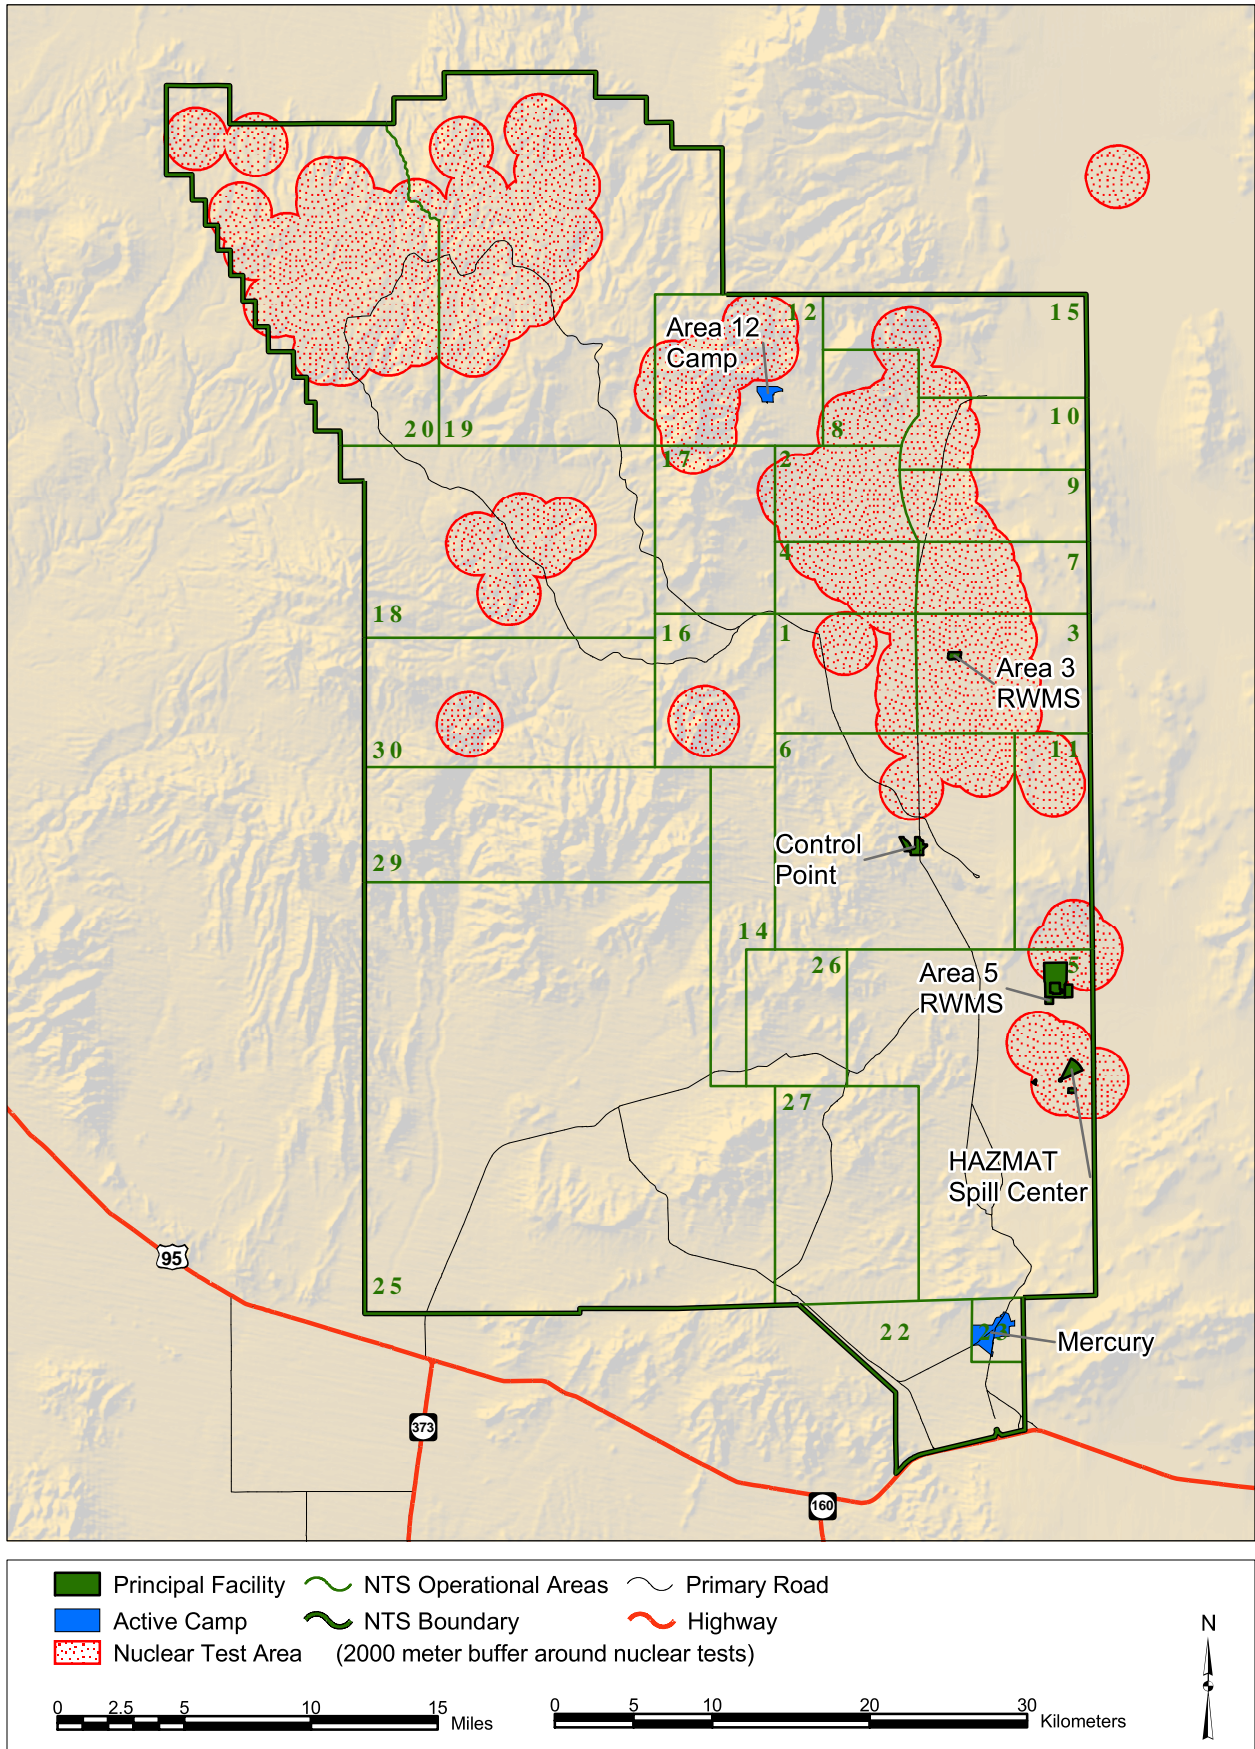 12
15
Area 12
Camp
10
20
19
8
17
2
9
4
7
18
16
1
3
Area 3
RWMS
30
6
11
Control
Point
29
14
26
5
Area 5
RWMS
27
HAZMAT
Spill Center
95
25
22
Mercury
373
160
Principal Facility
NTS Operational Areas
Primary Road
Active Camp
NTS Boundary
Highway
Nuclear Test Area
(2000 meter buffer around nuclear tests)
N
0 2.5 5 10 15
Miles
0 5 10 20 30
Kilometers